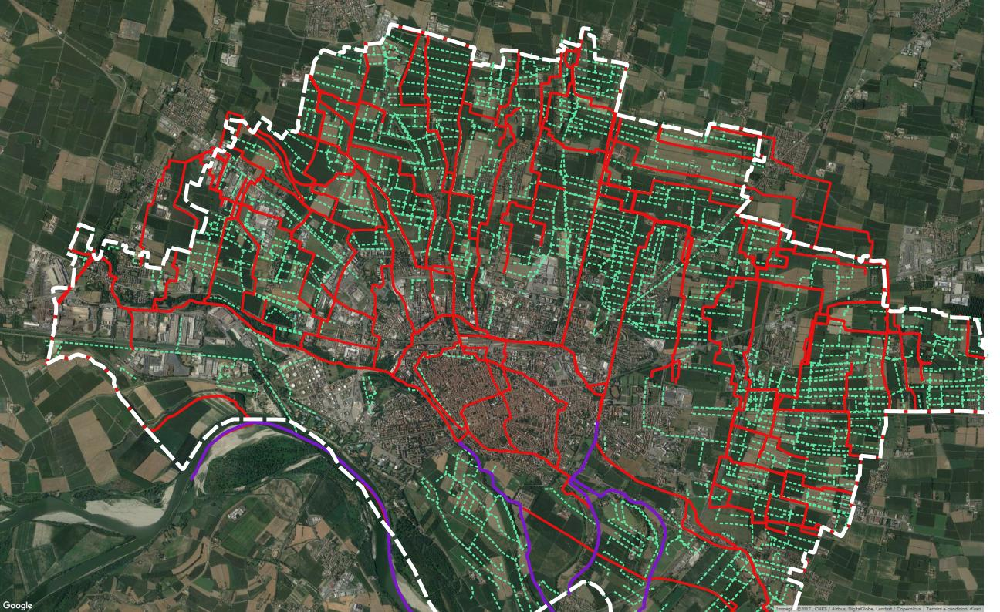 Google
Immagini ©2017, CNES / Airbus, DigitalGlobe, Landsat / Copernicus | Termini e condizioni d'uso